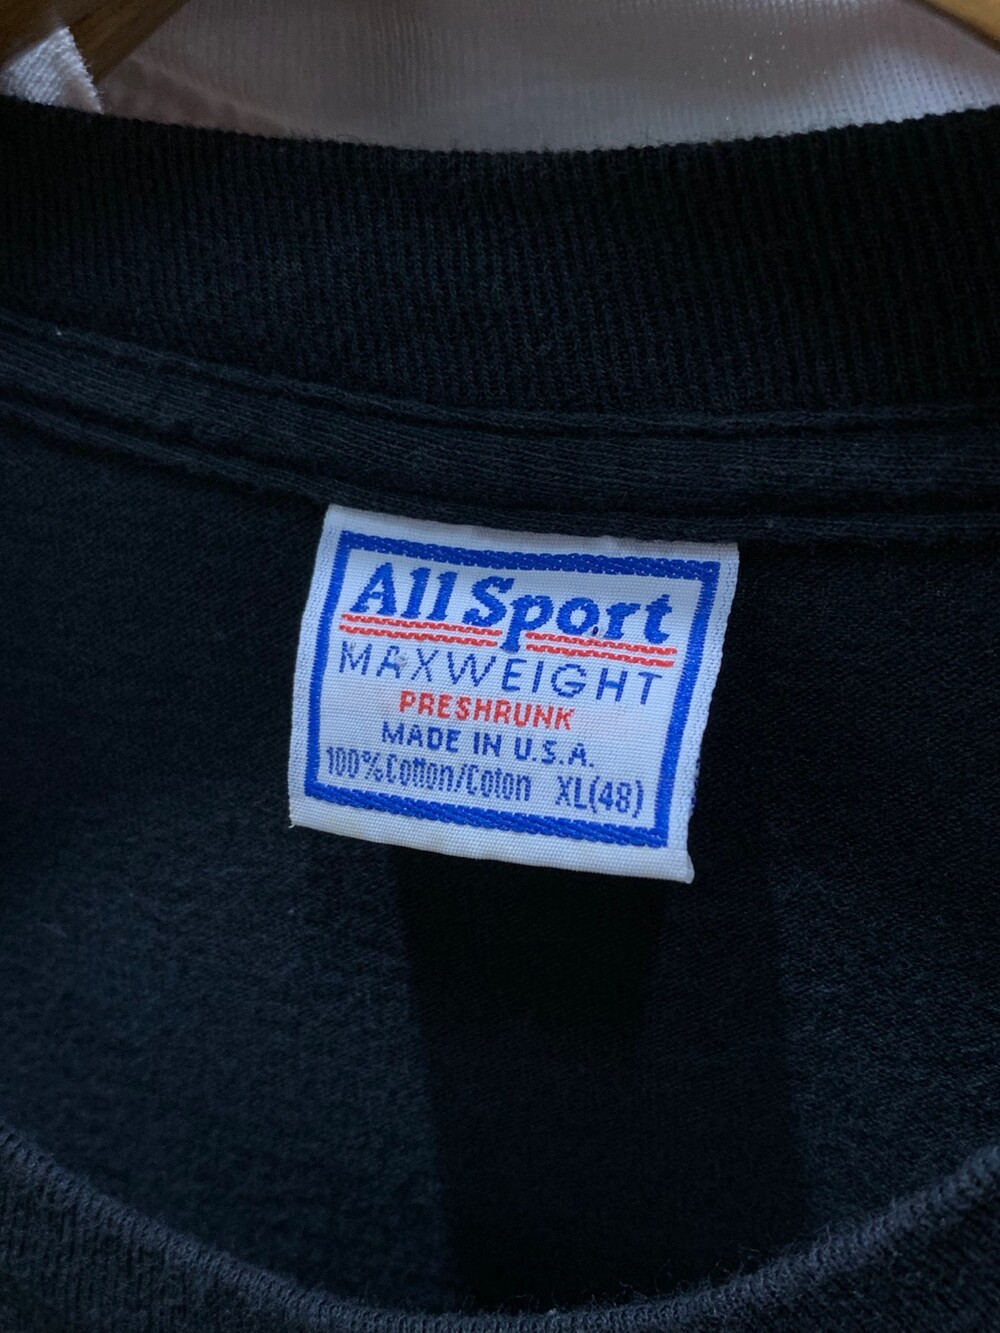 All Sport
MAXWEIGHT
PRESHRUNK
MADE IN U.S.A.
100% Cotton/Coton XL(48)